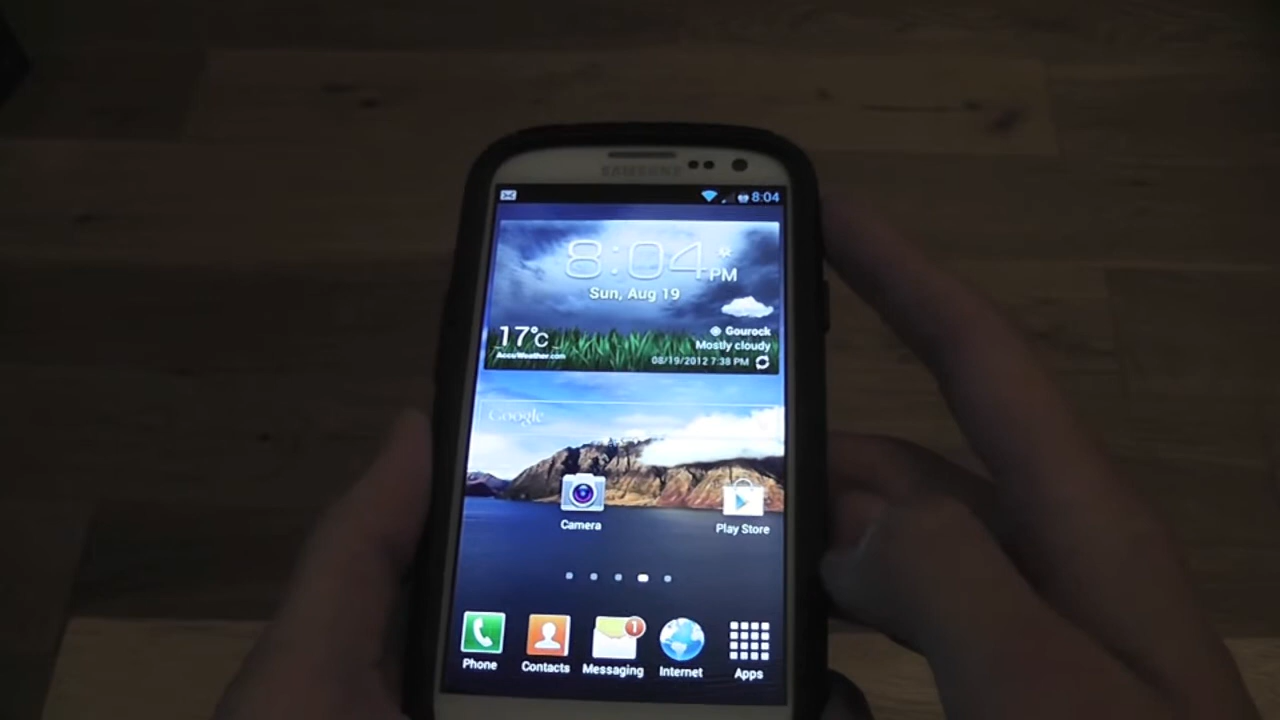 SAMSUNG
8:04
8:04 PM
Sun, Aug 19
17°C
Gourock
Mostly cloudy
AccuWeather.com
08/19/2012 7:38 PM
Google
Camera
Play Store
1
Phone
Contacts
Messaging
Internet
Apps